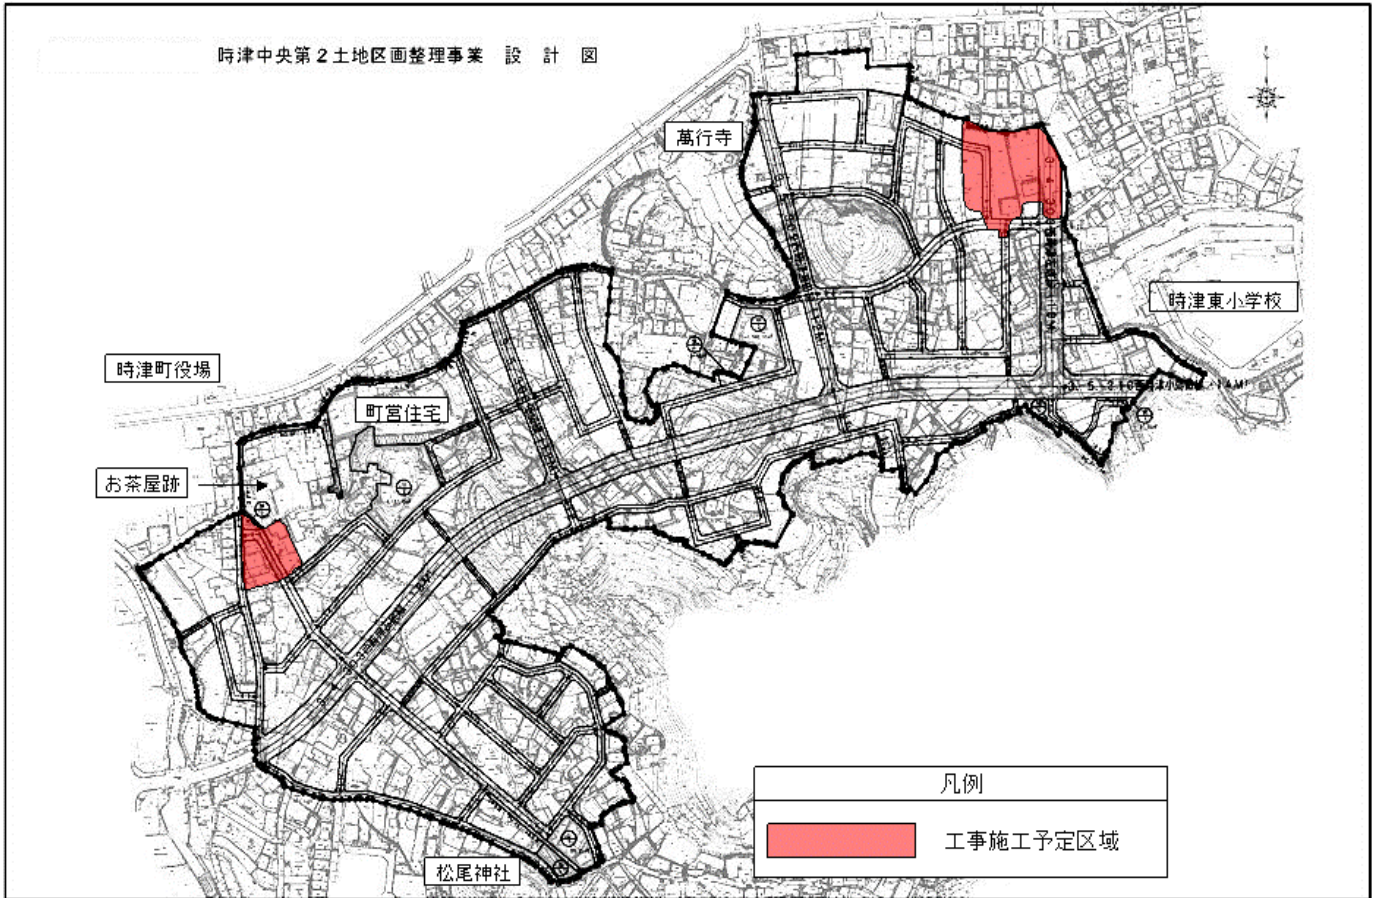 時津中央第2土地区画整理事業 設 計 図
萬行寺
時津東小学校
時津町役場
町営住宅
お茶屋跡
松尾神社
凡例
工事施工予定区域